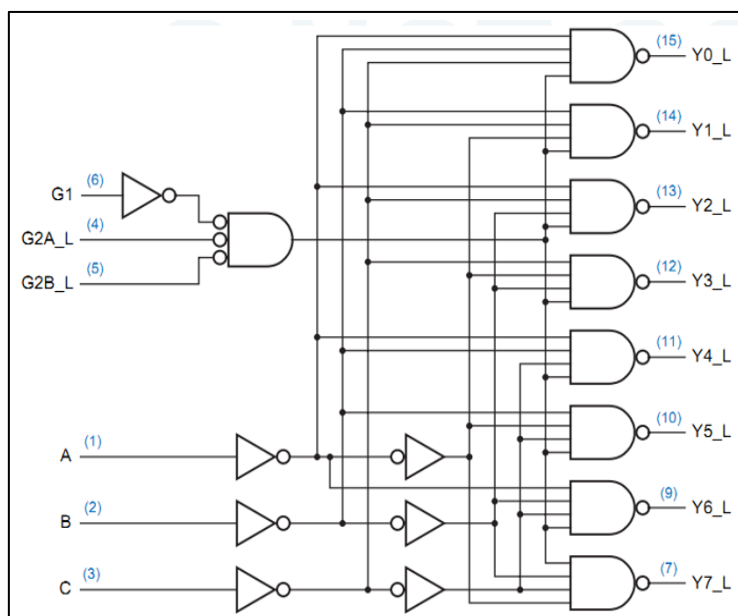 (15) Y0_L
(14) Y1_L
G1 (6)
(13) Y2_L
G2A_L (4)
(12) Y3_L
G2B_L (5)
(11) Y4_L
(10) Y5_L
A (1)
(9) Y6_L
B (2)
(7) Y7_L
C (3)